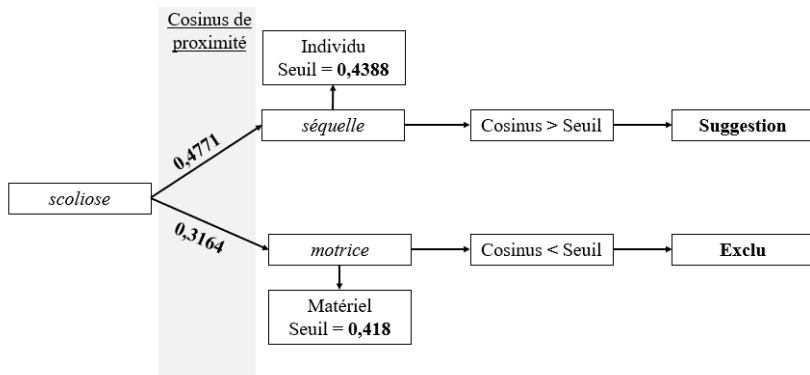 Cosinus de
proximité
Individu
Seuil = 0,4388
0,4771
séquelle
Cosinus > Seuil
Suggestion
scoliose
0,3164
motrice
Cosinus < Seuil
Exclu
Matériel
Seuil = 0,418